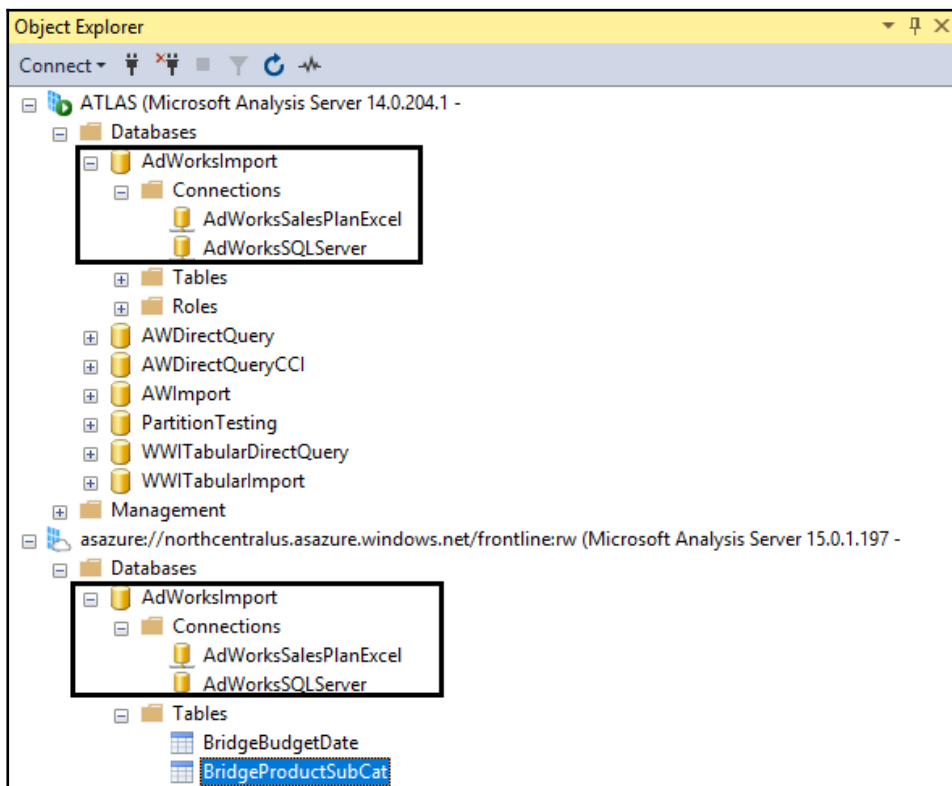 Object Explorer
Connect
ATLAS (Microsoft Analysis Server 14.0.204.1 -
Databases
AdWorksImport
Connections
AdWorksSalesPlanExcel
AdWorksSQLServer
Tables
Roles
AWDirectQuery
AWDirectQueryCCI
AWImport
PartitionTesting
WWITabularDirectQuery
WWITabularImport
Management
asazure://northcentralus.asazure.windows.net/frontline:rw (Microsoft Analysis Server 15.0.1.197 -
Databases
AdWorksImport
Connections
AdWorksSalesPlanExcel
AdWorksSQLServer
Tables
BridgeBudgetDate
BridgeProductSubCat